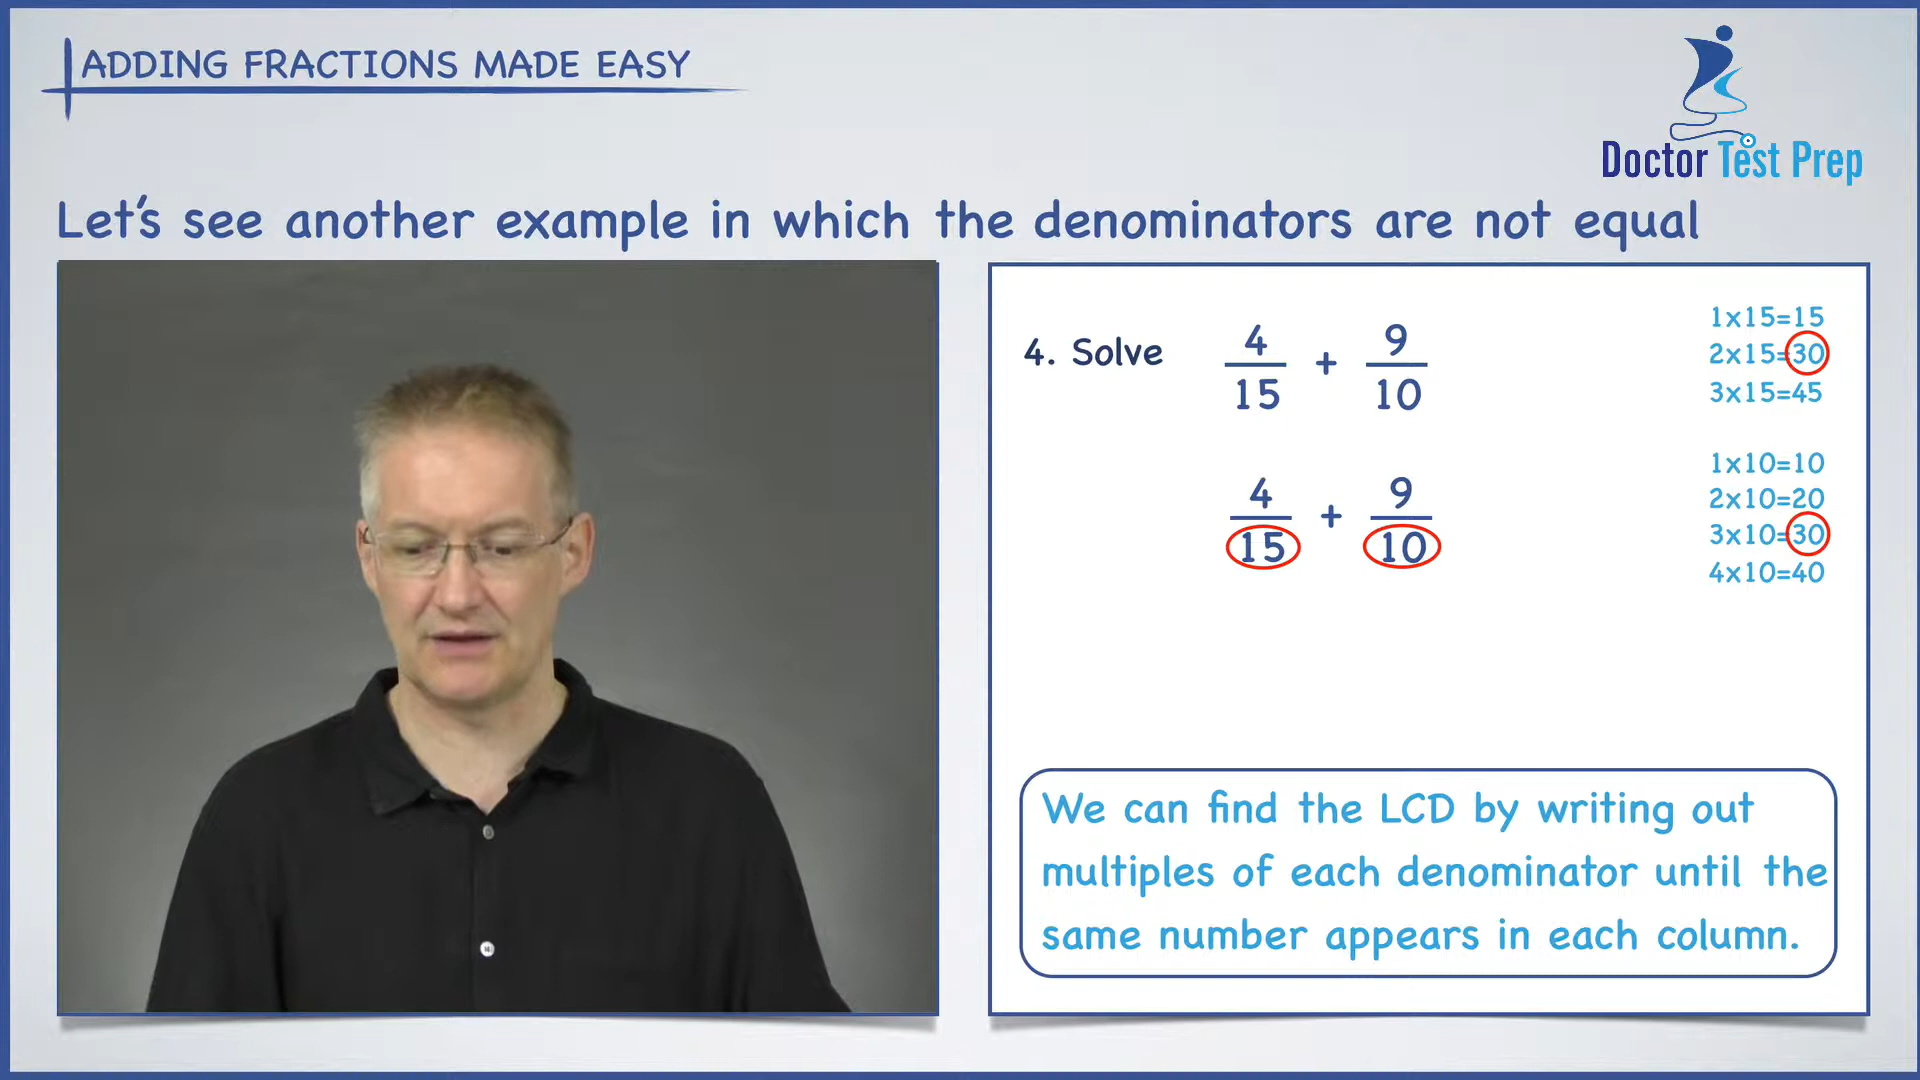 ADDING FRACTIONS MADE EASY
Doctor Test Prep
Let's see another example in which the denominators are not equal
4. Solve
4
15
+
9
10
4
15
+
9
10
1x15=15
2x15=30
3x15=45
1x10=10
2x10=20
3x10=30
4x10=40
We can find the LCD by writing out
multiples of each denominator until the
same number appears in each column.